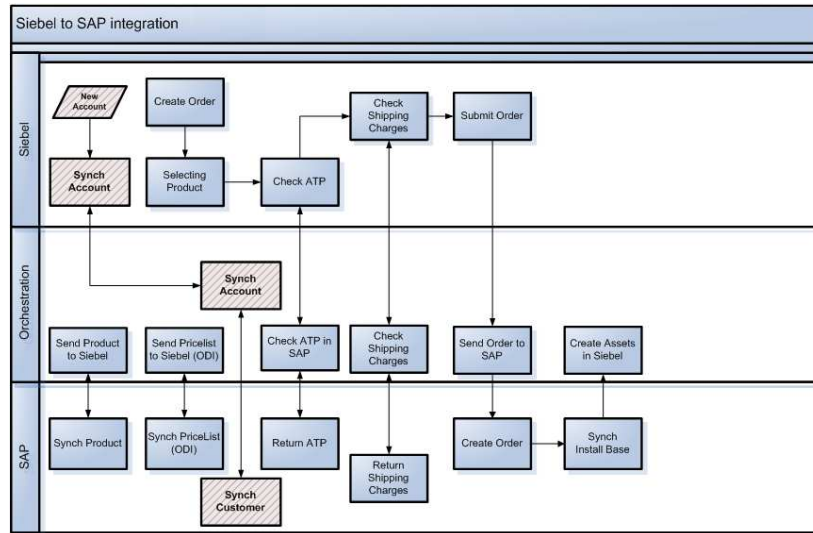 Siebel to SAP integration
Siebel
New
Account
Create Order
Check
Shipping
Charges
Submit Order
Synch
Account
Selecting
Product
Check ATP
Orchestration
Synch
Account
Send Product
to Siebel
Send Pricelist
to Siebel (ODI)
Check ATP in
SAP
Check
Shipping
Charges
Send Order to
SAP
Create Assets
in Siebel
SAP
Synch Product
Synch PriceList
(ODI)
Return ATP
Return
Shipping
Charges
Create Order
Synch
Install Base
Synch
Customer